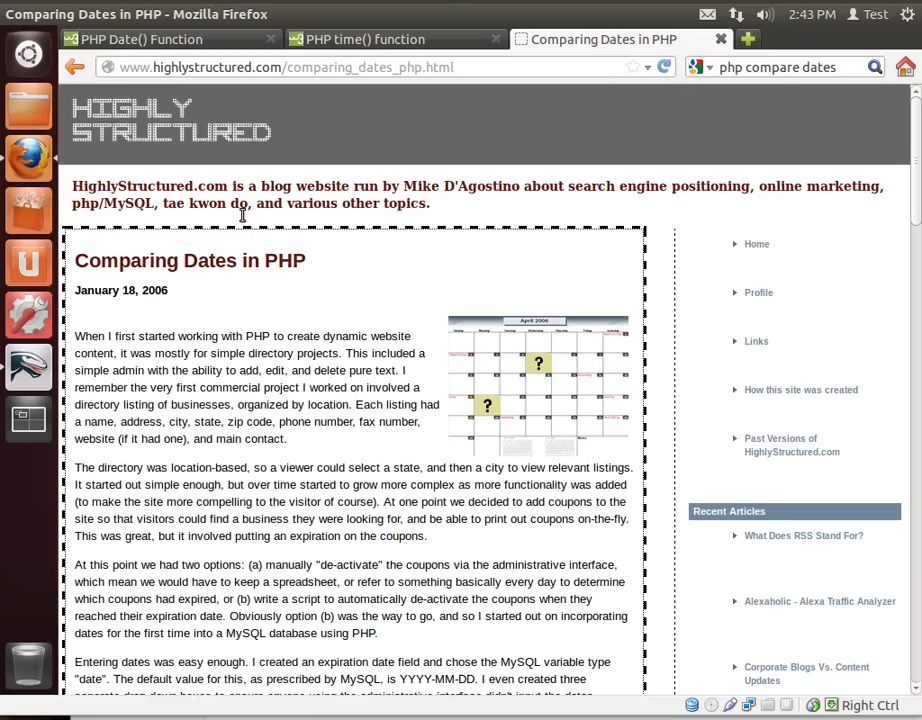 Comparing Dates in PHP - Mozilla Firefox
2:43 PM Test
PHP Date() Function
PHP time() function
Comparing Dates in PHP
www.highlystructured.com/comparing_dates_php.html
php compare dates
HIGHLY
STRUCTURED
HighlyStructured.com is a blog website run by Mike D'Agostino about search engine positioning, online marketing,
php/MySQL, tae kwon do, and various other topics.
Comparing Dates in PHP
January 18, 2006
April 2006
? 
?
When I first started working with PHP to create dynamic website
content, it was mostly for simple directory projects. This included a
simple admin with the ability to add, edit, and delete pure text. I
remember the very first commercial project I worked on involved a
directory listing of businesses, organized by location. Each listing had
a name, address, city, state, zip code, phone number, fax number,
website (if it had one), and main contact.
The directory was location-based, so a viewer could select a state, and then a city to view relevant listings.
It started out simple enough, but over time started to grow more complex as more functionality was added
(to make the site more compelling to the visitor of course). At one point we decided to add coupons to the
site so that visitors could find a business they were looking for, and be able to print out coupons on-the-fly.
This was great, but it involved putting an expiration on the coupons.
At this point we had two options: (a) manually "de-activate" the coupons via the administrative interface,
which mean we would have to keep a spreadsheet, or refer to something basically every day to determine
which coupons had expired, or (b) write a script to automatically de-activate the coupons when they
reached their expiration date. Obviously option (b) was the way to go, and so I started out on incorporating
dates for the first time into a MySQL database using PHP.
Entering dates was easy enough. I created an expiration date field and chose the MySQL variable type
"date". The default value for this, as prescribed by MySQL, is YYYY-MM-DD. I even created three
Home
Profile
Links
How this site was created
Past Versions of
HighlyStructured.com
Recent Articles
What Does RSS Stand For?
Alexaholic - Alexa Traffic Analyzer
Corporate Blogs Vs. Content
Updates
Right Ctrl